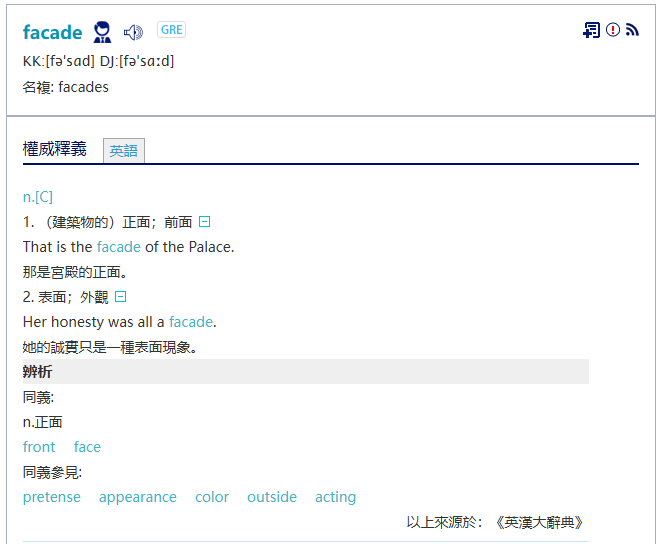 facade GRE
KK:[fə'sɑd] DJ:[fə'sɑːd]
名複: facades
權威釋義 英語
n.[C]
1. （建築物的）正面；前面
That is the facade of the Palace.
那是宮殿的正面。
2. 表面；外觀
Her honesty was all a facade.
她的誠實只是一種表面現象。
辨析
同義:
n.正面
front face
同義參見:
pretense appearance color outside acting
以上來源於：《英漢大辭典》